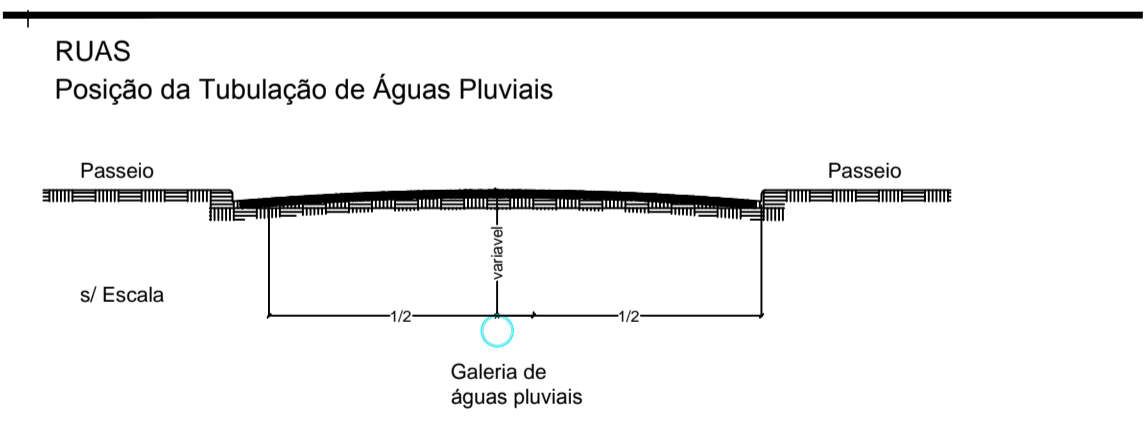 RUAS
Posição da Tubulação de Águas Pluviais
Passeio
Passeio
variavel
s/ Escala
1/2
1/2
Galeria de
águas pluviais